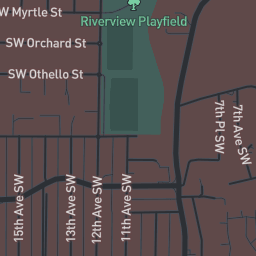 W Myrtle St
Riverview Playfield
SW Orchard St
SW Othello St
7th Pl SW
7th Ave SW
15th Ave SW
13th Ave SW
12th Ave SW
11th Ave SW